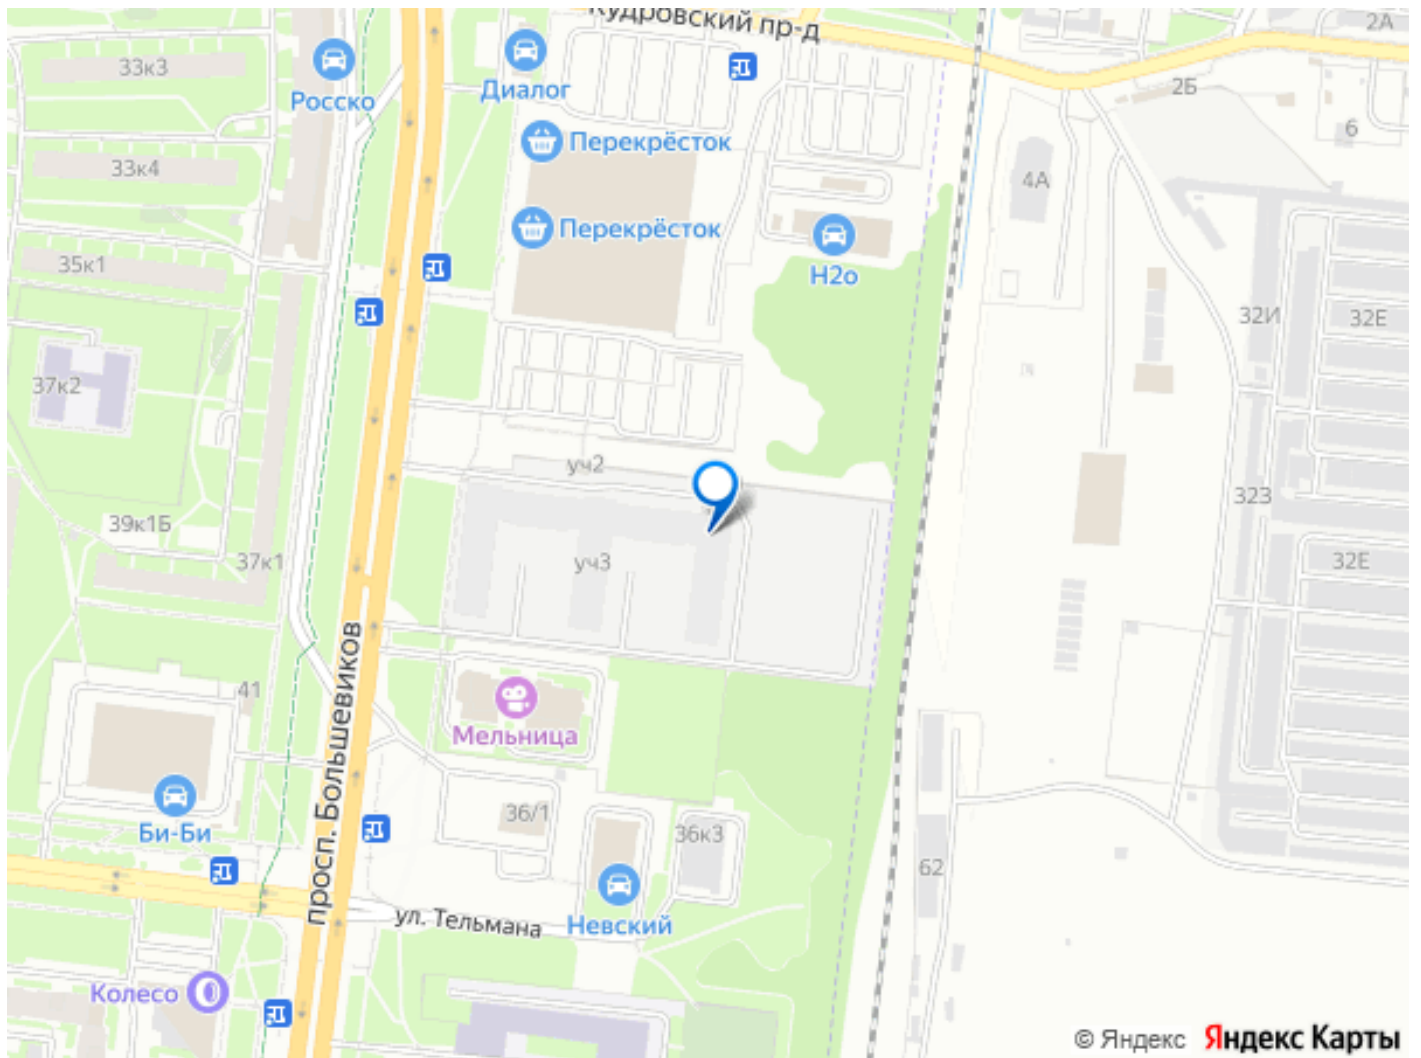 Кудровский пр-д
2А
33к3
Росско
Диалог
2Б
6
Перекрёсток
33к4
4А
Перекрёсток
35к1
Н2о
32И
32Е
37к2
уч2
323
39к1Б
37к1
уч3
32Е
просп. Большевиков
41
Мельница
Би-Би
36/1
36к3
62
ул. Тельмана
Невский
Колесо
© Яндекс Яндекс Карты